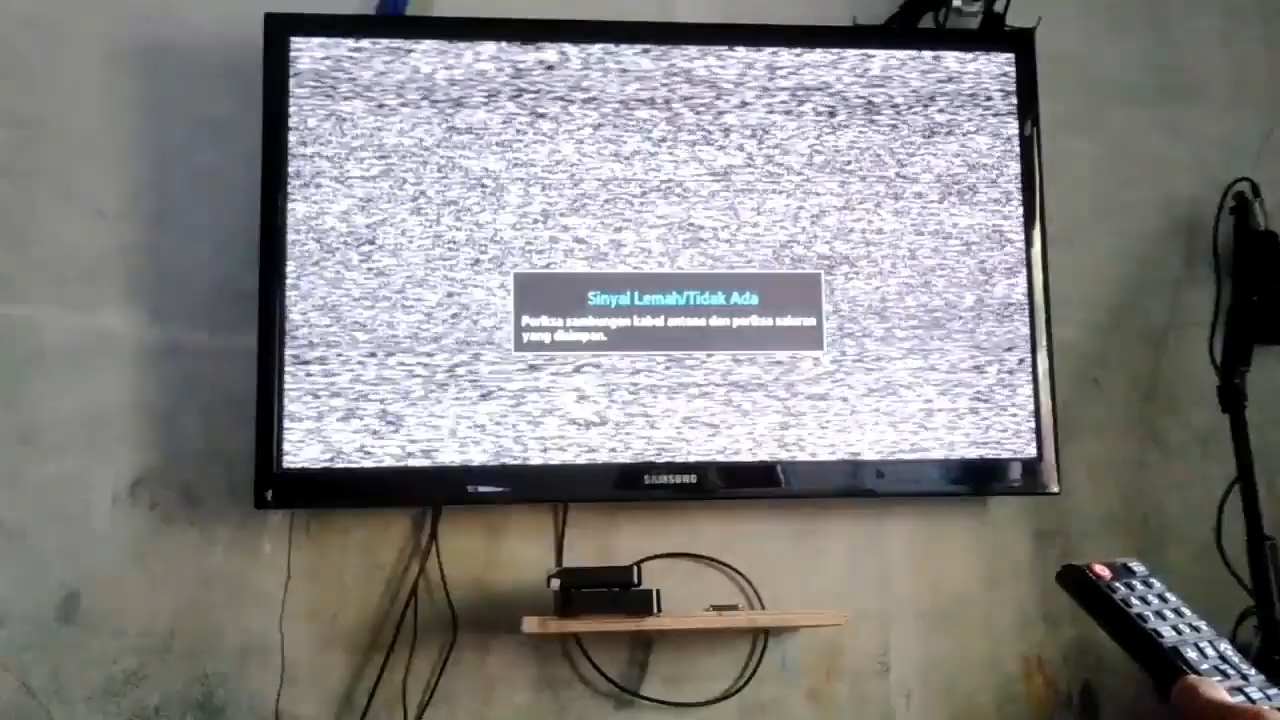 Sinyal Lemah/Tidak Ada
Periksa sambungan kabel antena dan periksa saluran
yang disimpan.
SAMSUNG